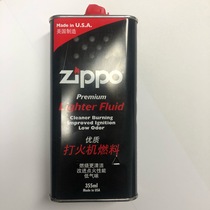 Made in U.S.A.
美国制造
zippo
Premium
Lighter Fluid
Cleaner Burning
Improved Ignition
Low Odor
优质
打火机燃料
燃烧更清洁
改进点火性能
低气味
355ml
Made in USA